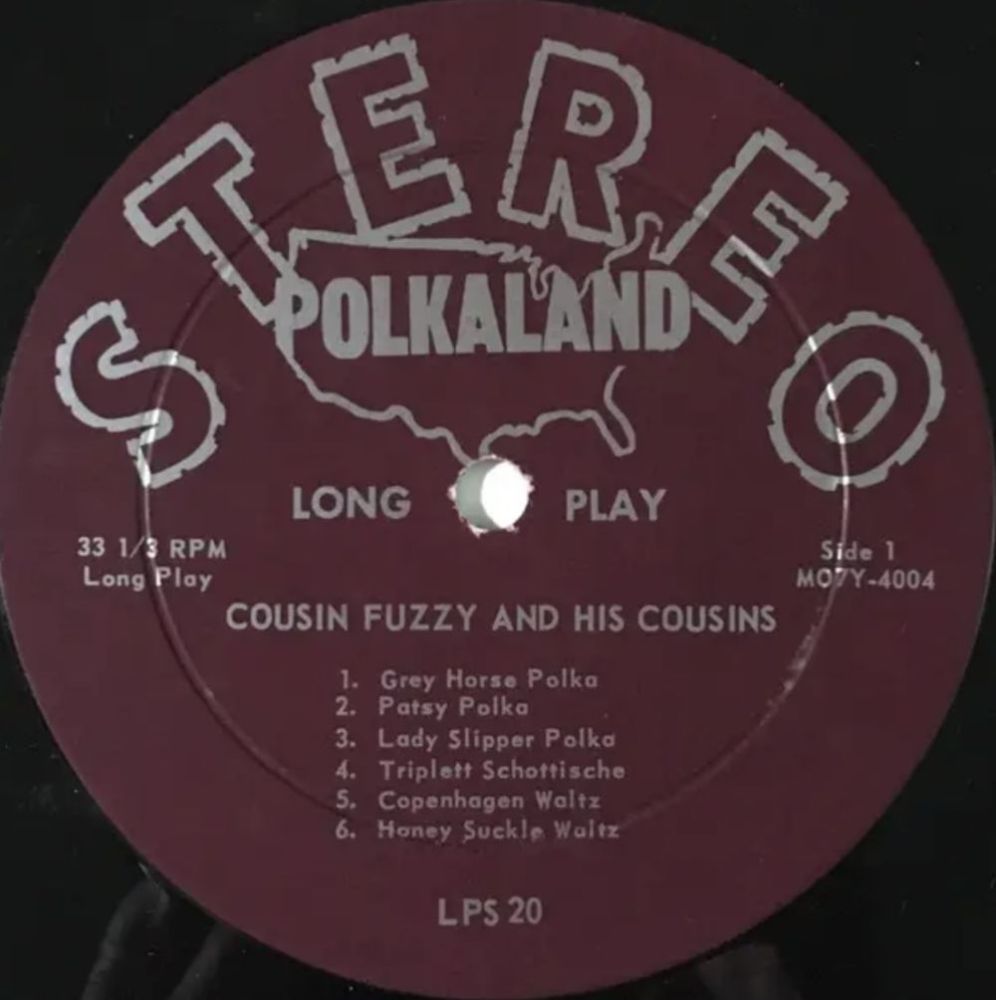 STEREO
POLKALAND
LONG PLAY
33 1/3 RPM
Long Play
Side 1
MO7Y-4004
COUSIN FUZZY AND HIS COUSINS
1. Grey Horse Polka
2. Patsy Polka
3. Lady Slipper Polka
4. Triplett Schottische
5. Copenhagen Waltz
6. Honey Suckle Waltz
LPS 20